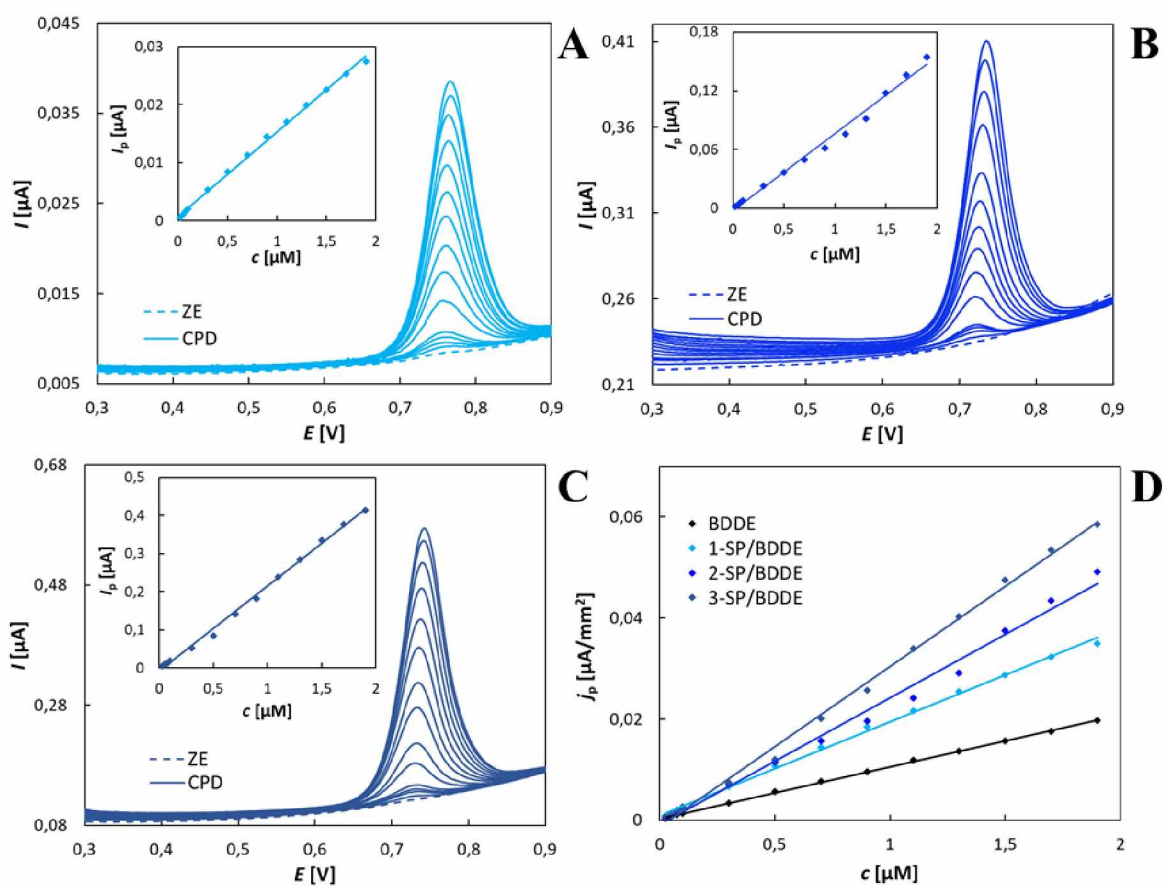 A
I [µA]
0,045
0,035
0,025
0,015
0,005
0,3 0,4 0,5 0,6 0,7 0,8 0,9
E [V]
Ip [µA]
0,03
0,02
0,01
0
0 0,5 1 1,5 2
c [µM]
ZE
CPD
B
I [µA]
0,41
0,36
0,31
0,26
0,21
0,3 0,4 0,5 0,6 0,7 0,8 0,9
E [V]
Ip [µA]
0,18
0,12
0,06
0
0 0,5 1 1,5 2
c [µM]
ZE
CPD
C
I [µA]
0,68
0,48
0,28
0,08
0,3 0,4 0,5 0,6 0,7 0,8 0,9
E [V]
Ip [µA]
0,5
0,4
0,3
0,2
0,1
0
0 0,5 1 1,5 2
c [µM]
ZE
CPD
D
jp [µA/mm²]
0,06
0,04
0,02
0
0 0,5 1 1,5 2
c [µM]
BDDE
1-SP/BDDE
2-SP/BDDE
3-SP/BDDE